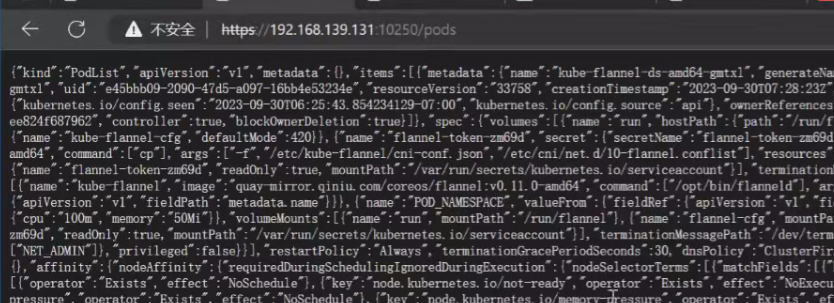 不安全 https://192.168.139.131:10250/pods
{"kind":"PodList","apiVersion":"v1","metadata":{},"items":[{"metadata":{"name":"kube-flannel-ds-amd64-gmtxl","generateNa
gmtxl","uid":"e45bbb09-2090-47d5-a097-16bb4e53234e","resourceVersion":"33758","creationTimestamp":"2023-09-30T07:28:23Z
{"kubernetes.io/config.seen":"2023-09-30T06:25:43.854234129-07:00","kubernetes.io/config.source":"api"},"ownerReferences
ee824f687962","controller":true,"blockOwnerDeletion":true}]},"spec":{"volumes":[{"name":"run","hostPath":{"path":"/run/f
{"name":"kube-flannel-cfg","defaultMode":420}},{"name":"flannel-token-zm69d","secret":{"secretName":"flannel-token-zm69d
amd64","command":["cp"],"args":["-f","/etc/kube-flannel/cni-conf.json","/etc/cni/net.d/10-flannel.conflist"],"resources"
{"name":"flannel-token-zm69d","readOnly":true,"mountPath":"/var/run/secrets/kubernetes.io/serviceaccount"}],"termination
[{"name":"kube-flannel","image":"quay-mirror.qiniu.com/coreos/flannel:v0.11.0-amd64","command":["/opt/bin/flanneld"],"ar
{"apiVersion":"v1","fieldPath":"metadata.name"}}},{"name":"POD_NAMESPACE","valueFrom":{"fieldRef":{"apiVersion":"v1","fi
{"cpu":"100m","memory":"50Mi"}},"volumeMounts":[{"name":"run","mountPath":"/run/flannel"},{"name":"flannel-cfg","mountPa
zm69d","readOnly":true,"mountPath":"/var/run/secrets/kubernetes.io/serviceaccount"}],"terminationMessagePath":"/dev/term
["NET_ADMIN"]},"privileged":false}}],"restartPolicy":"Always","terminationGracePeriodSeconds":30,"dnsPolicy":"ClusterFir
{},"affinity":{"nodeAffinity":{"requiredDuringSchedulingIgnoredDuringExecution":{"nodeSelectorTerms":[{"matchFields":[{
[{"operator":"Exists","effect":"NoSchedule"},{"key":"node.kubernetes.io/not-ready","operator":"Exists","effect":"NoExecu
pressure","operator":"Exists","effect":"NoSchedule"},{"key":"node.kubernetes.io/memory-pressure","operator":"Exists"